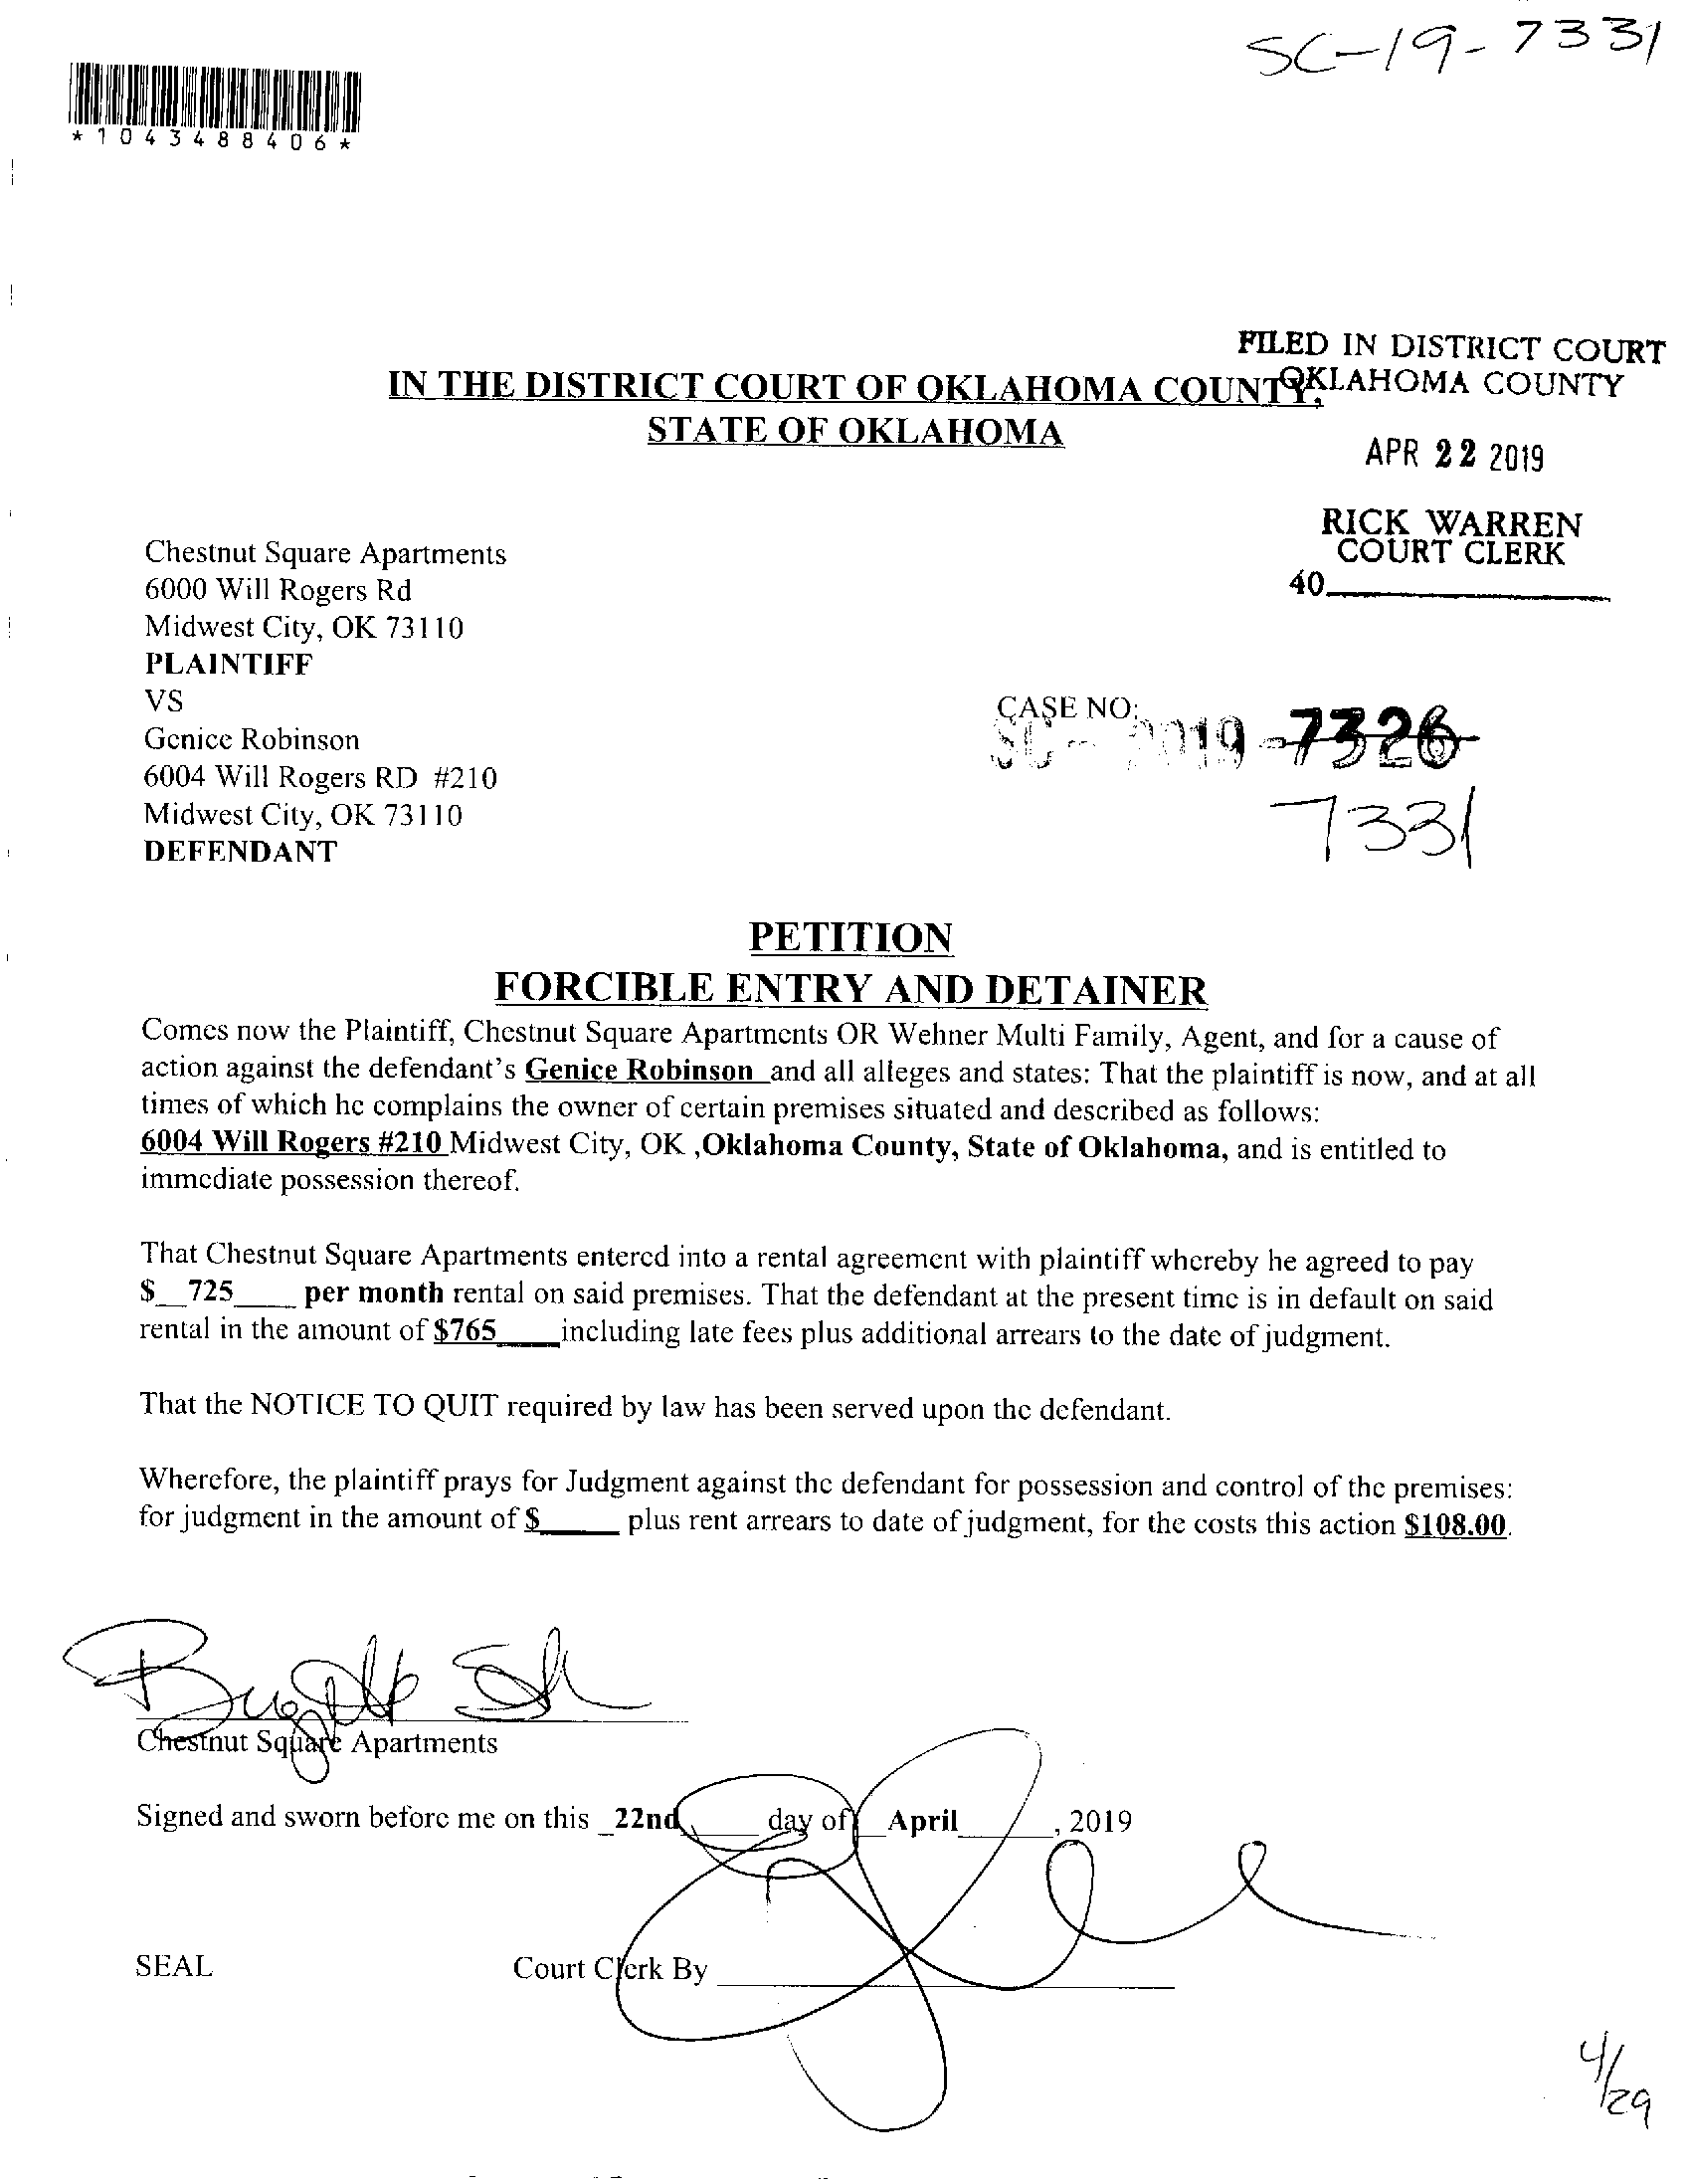 SC-19-7331
*1043488406*
FILED IN DISTRICT COURT
OKLAHOMA COUNTY
IN THE DISTRICT COURT OF OKLAHOMA COUNTY,
STATE OF OKLAHOMA
APR 22 2019
RICK WARREN
COURT CLERK
40
Chestnut Square Apartments
6000 Will Rogers Rd
Midwest City, OK 73110
PLAINTIFF
VS
CASE NO:
SC - 2019 -7326
7331
Genice Robinson
6004 Will Rogers RD #210
Midwest City, OK 73110
DEFENDANT
PETITION
FORCIBLE ENTRY AND DETAINER
Comes now the Plaintiff, Chestnut Square Apartments OR Wehner Multi Family, Agent, and for a cause of
action against the defendant's Genice Robinson and all alleges and states: That the plaintiff is now, and at all
times of which he complains the owner of certain premises situated and described as follows:
6004 Will Rogers #210 Midwest City, OK ,Oklahoma County, State of Oklahoma, and is entitled to
immediate possession thereof.
That Chestnut Square Apartments entered into a rental agreement with plaintiff whereby he agreed to pay
$__725____ per month rental on said premises. That the defendant at the present time is in default on said
rental in the amount of $765____including late fees plus additional arrears to the date of judgment.
That the NOTICE TO QUIT required by law has been served upon the defendant.
Wherefore, the plaintiff prays for Judgment against the defendant for possession and control of the premises:
for judgment in the amount of $_____ plus rent arrears to date of judgment, for the costs this action $108.00.
Chestnut Square Apartments
Signed and sworn before me on this _22nd_____ day of __April______, 2019
SEAL
Court Clerk By
4/29